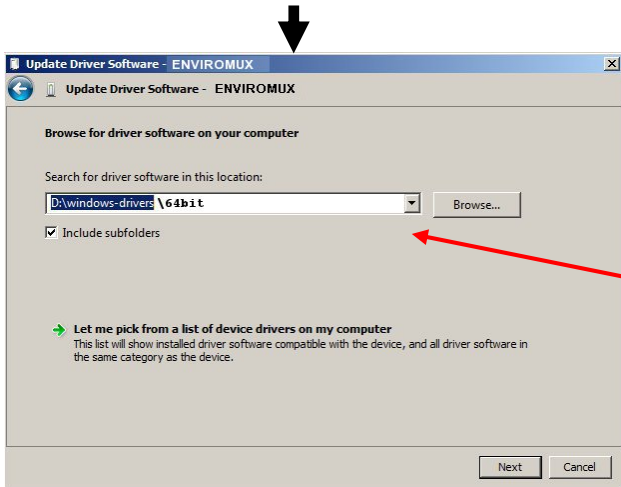 Update Driver Software - ENVIROMUX
Update Driver Software - ENVIROMUX
Browse for driver software on your computer
Search for driver software in this location:
D:\windows-drivers\64bit
Browse...
Include subfolders
Let me pick from a list of device drivers on my computer
This list will show installed driver software compatible with the device, and all driver software in
the same category as the device.
Next Cancel